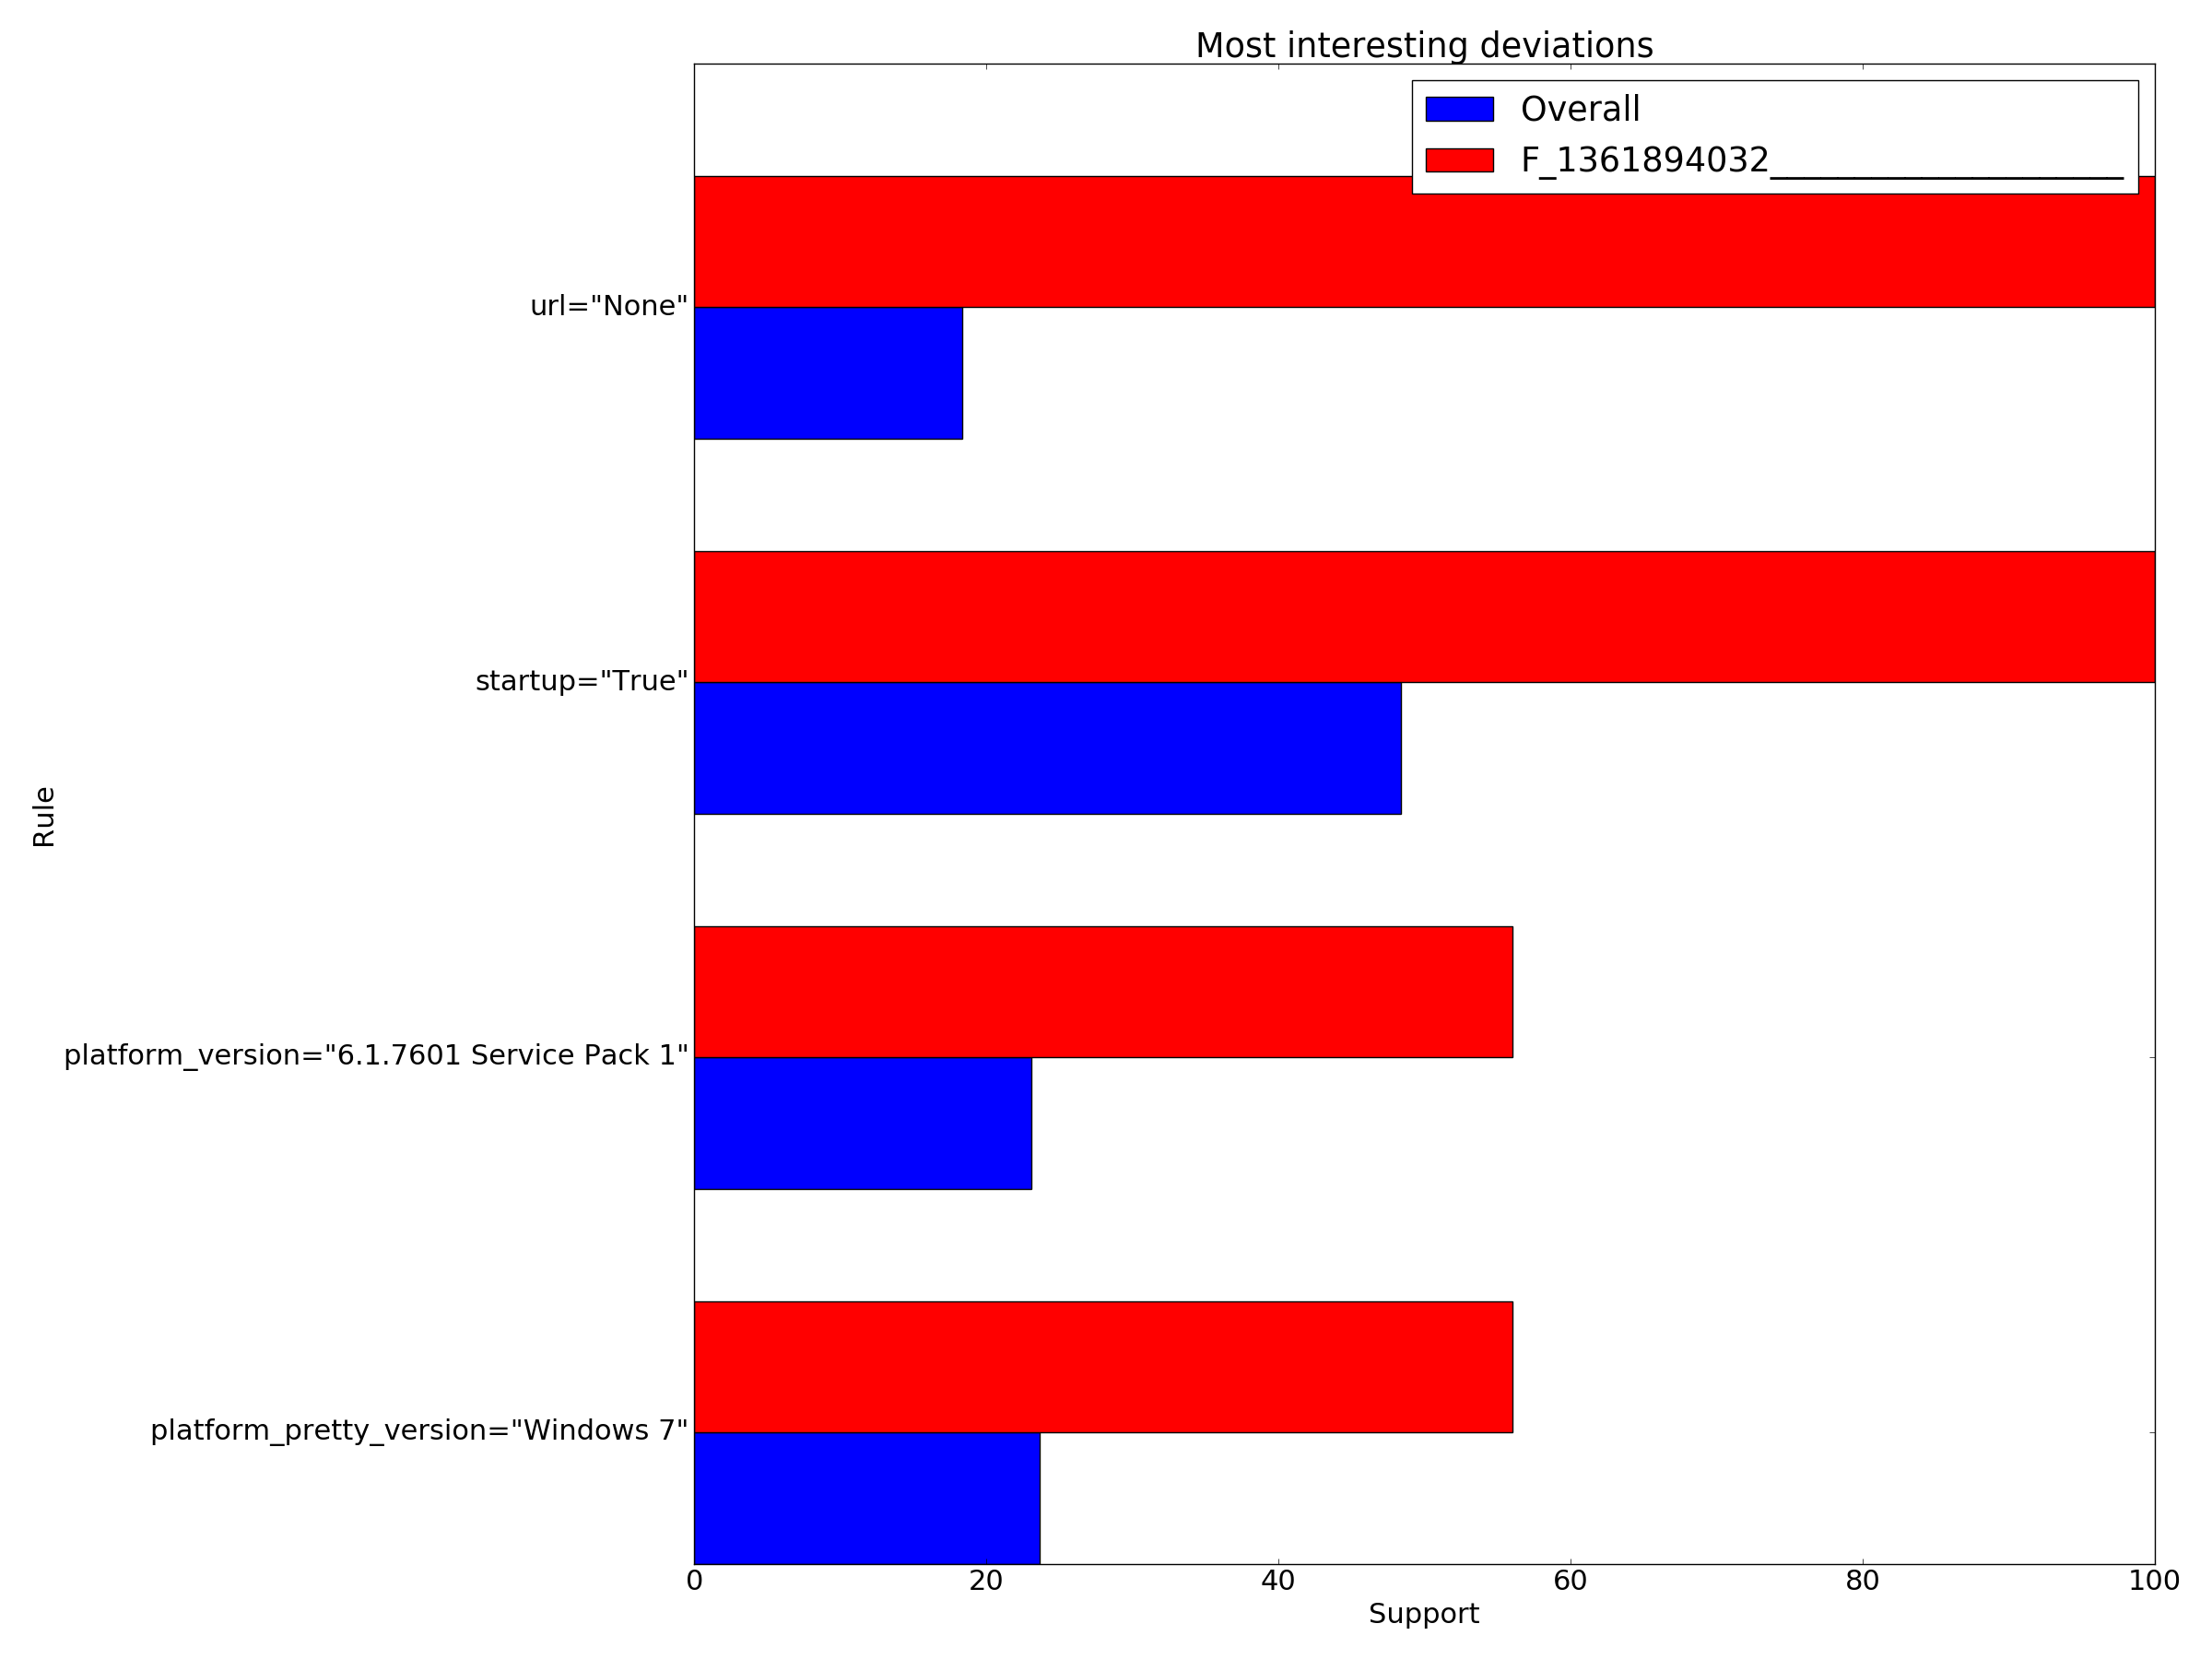 Most interesting deviations
Overall
F_1361894032_____________________
url="None"
startup="True"
Rule
platform_version="6.1.7601 Service Pack 1"
platform_pretty_version="Windows 7"
0 20 40 60 80 100
Support